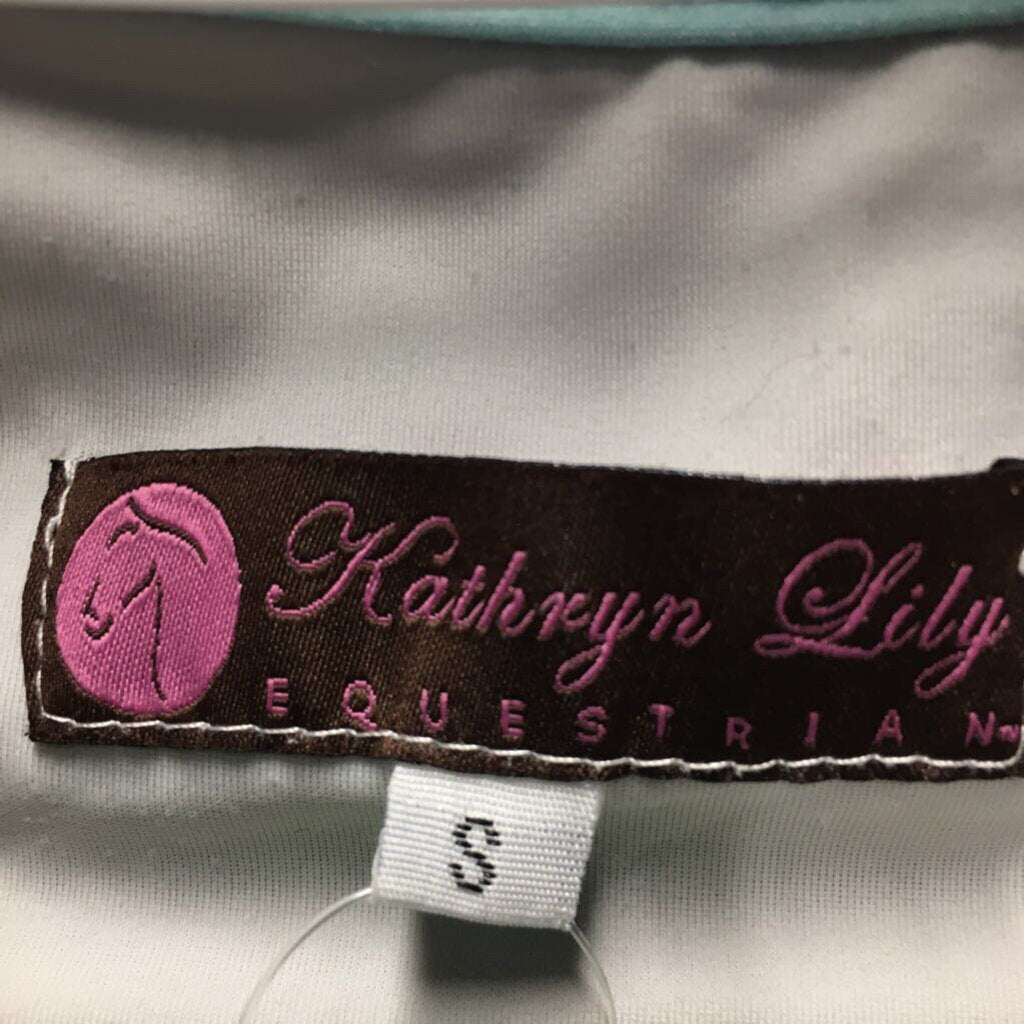 Kathryn Lily
EQUESTRIAN™
S